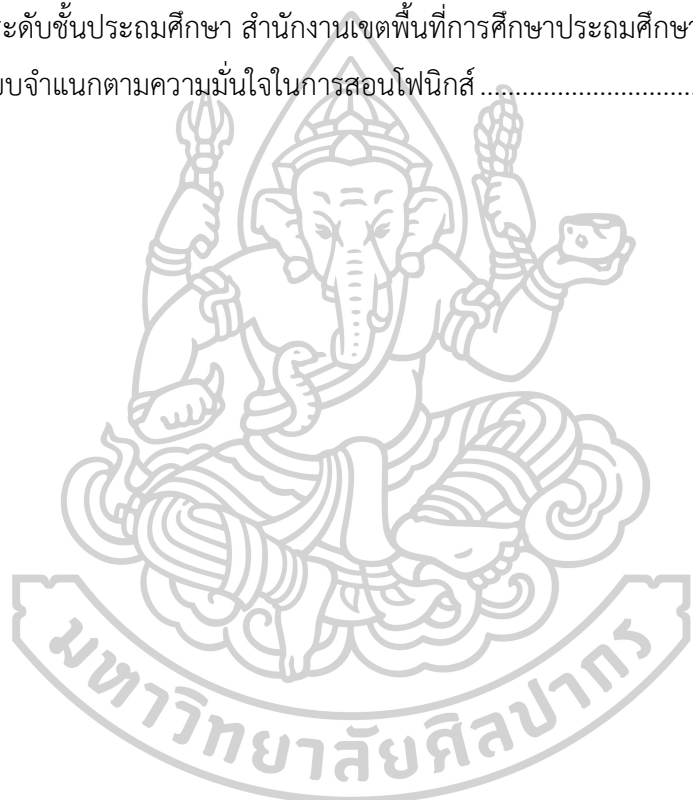 ระดับชั้นประถมศึกษา สำนักงานเขตพื้นที่การศึกษาประถมศึกษา
บจำแนกตามความมั่นใจในการสอนโฟนิกส์ ................................
มหาวิทยาลัยศิลปากร